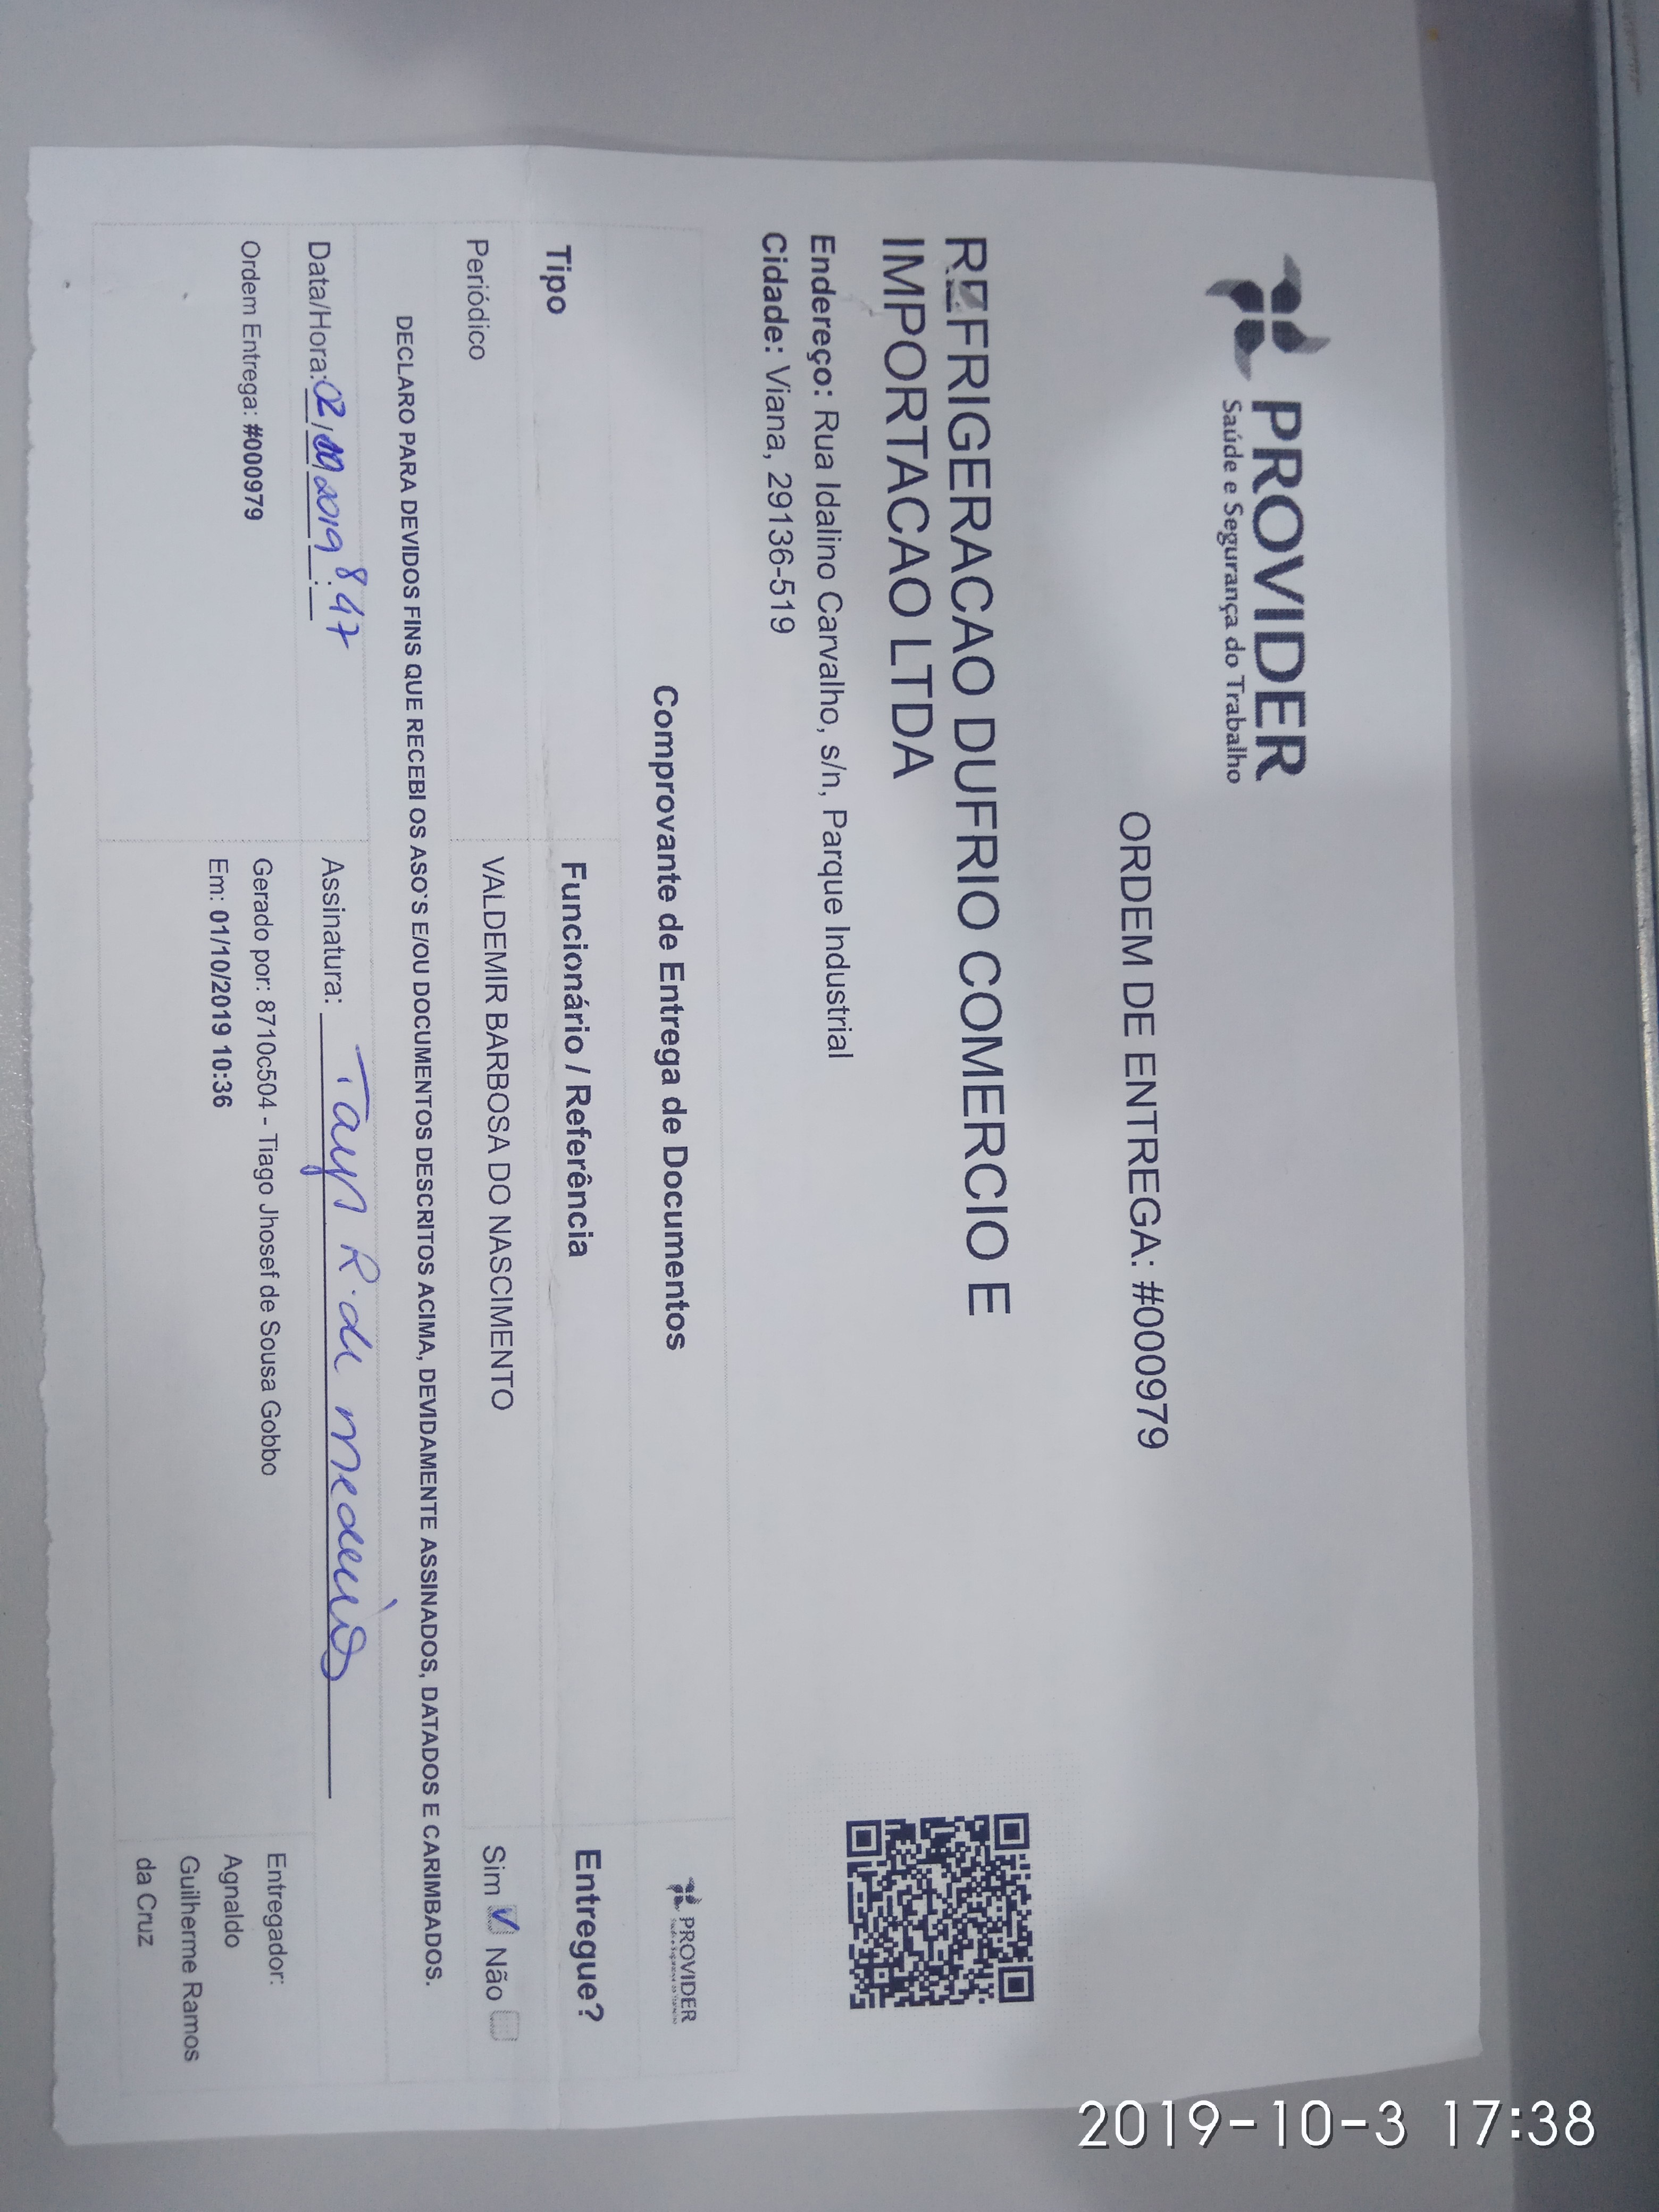 PROVIDER
Saúde e Segurança do Trabalho
ORDEM DE ENTREGA: #000979
REFRIGERACAO DUFRIO COMERCIO E
IMPORTACAO LTDA
Endereço: Rua Idalino Carvalho, s/n, Parque Industrial
Cidade: Viana, 29136-519
Comprovante de Entrega de Documentos
PROVIDER
Tipo Funcionário / Referência Entregue?
Periódico VALDEMIR BARBOSA DO NASCIMENTO Sim Não
DECLARO PARA DEVIDOS FINS QUE RECEBI OS ASO`S E/OU DOCUMENTOS DESCRITOS ACIMA, DEVIDAMENTE ASSINADOS, DATADOS E CARIMBADOS.
Data/Hora: 02/10/2019 8:47 Assinatura: R. de Medeiros
Ordem Entrega: #000979
Gerado por: 8710c504 - Tiago Jhosef de Sousa Gobbo
Em: 01/10/2019 10:36
Entregador:
Agnaldo
Guilherme Ramos
da Cruz
2019-10-3 17:38